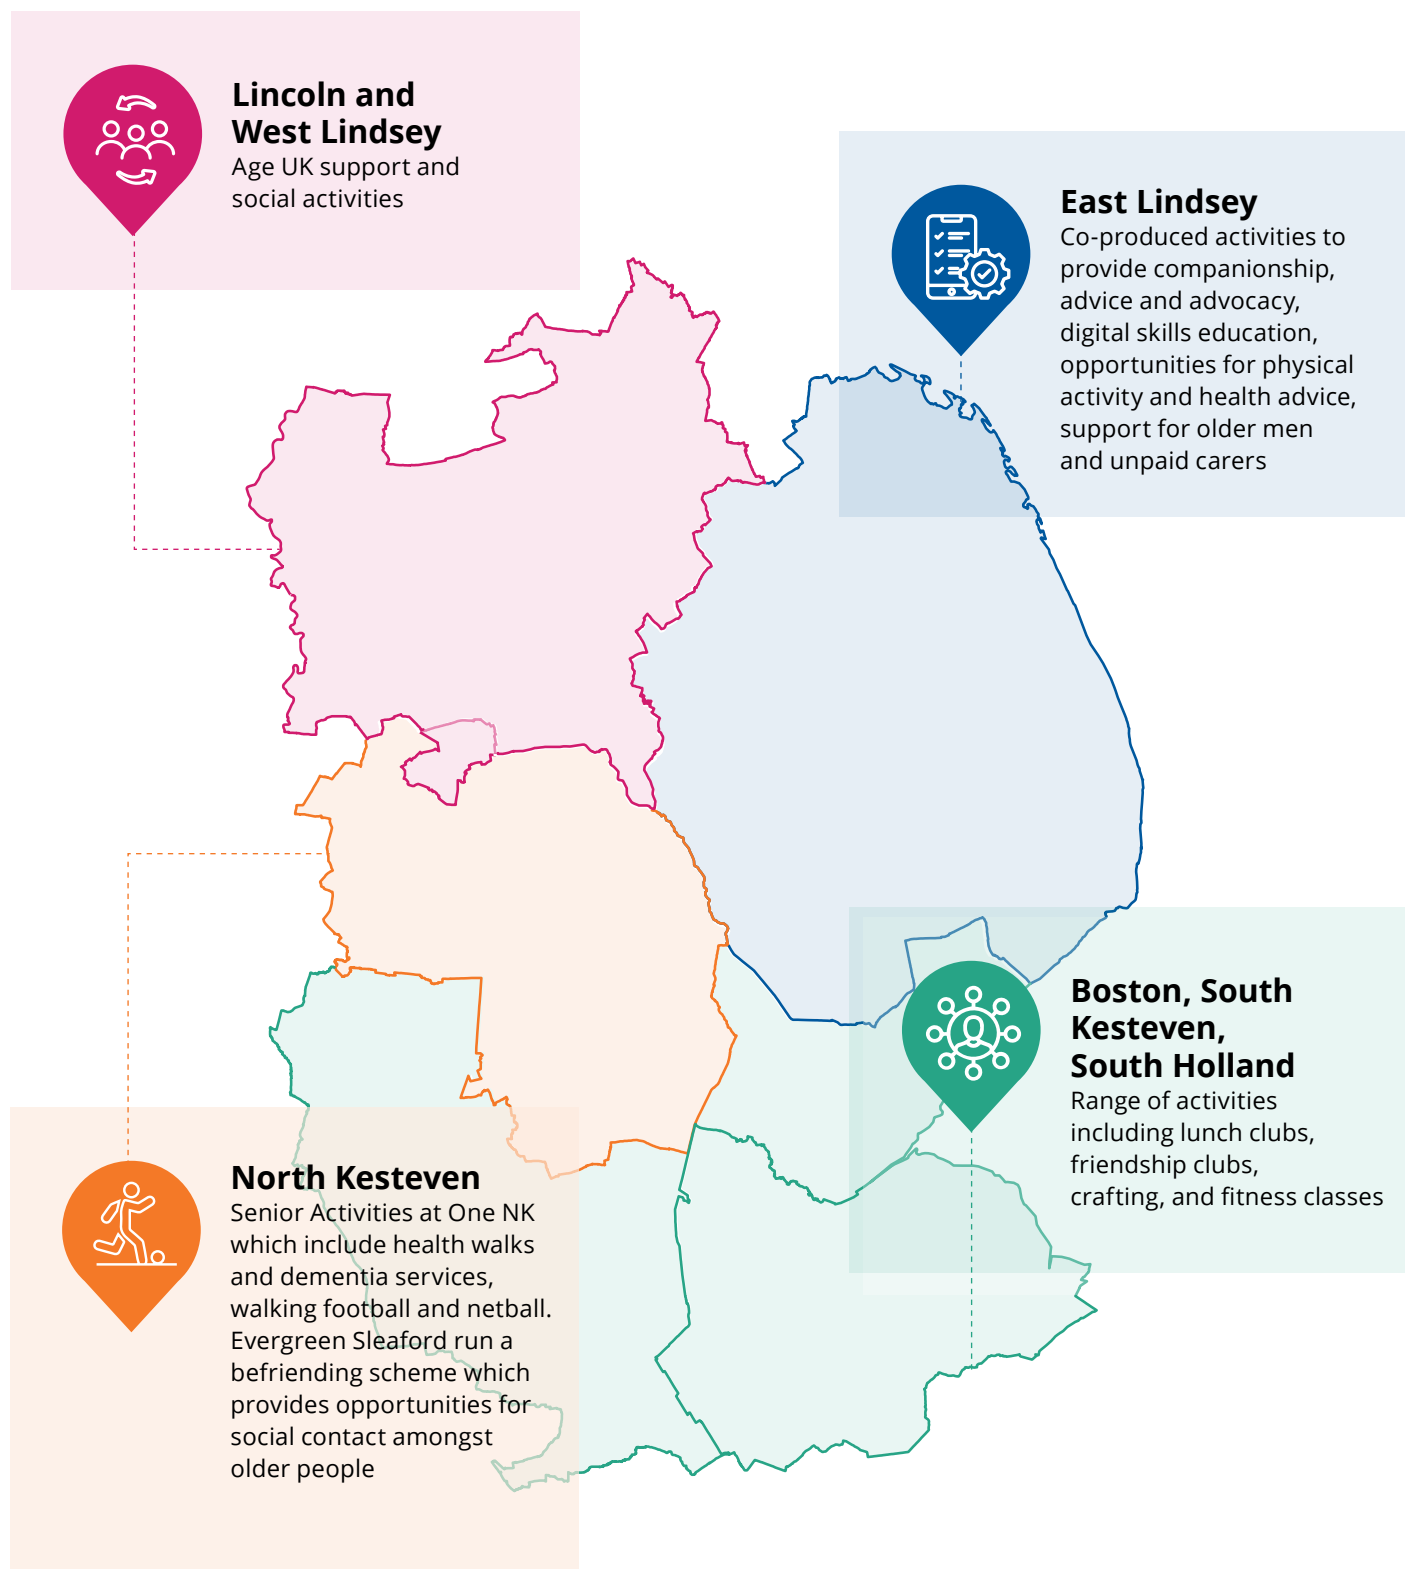 Lincoln and
West Lindsey
Age UK support and
social activities
East Lindsey
Co-produced activities to
provide companionship,
advice and advocacy,
digital skills education,
opportunities for physical
activity and health advice,
support for older men
and unpaid carers
Boston, South
Kesteven,
South Holland
Range of activities
including lunch clubs,
friendship clubs,
crafting, and fitness classes
North Kesteven
Senior Activities at One NK
which include health walks
and dementia services,
walking football and netball.
Evergreen Sleaford run a
befriending scheme which
provides opportunities for
social contact amongst
older people